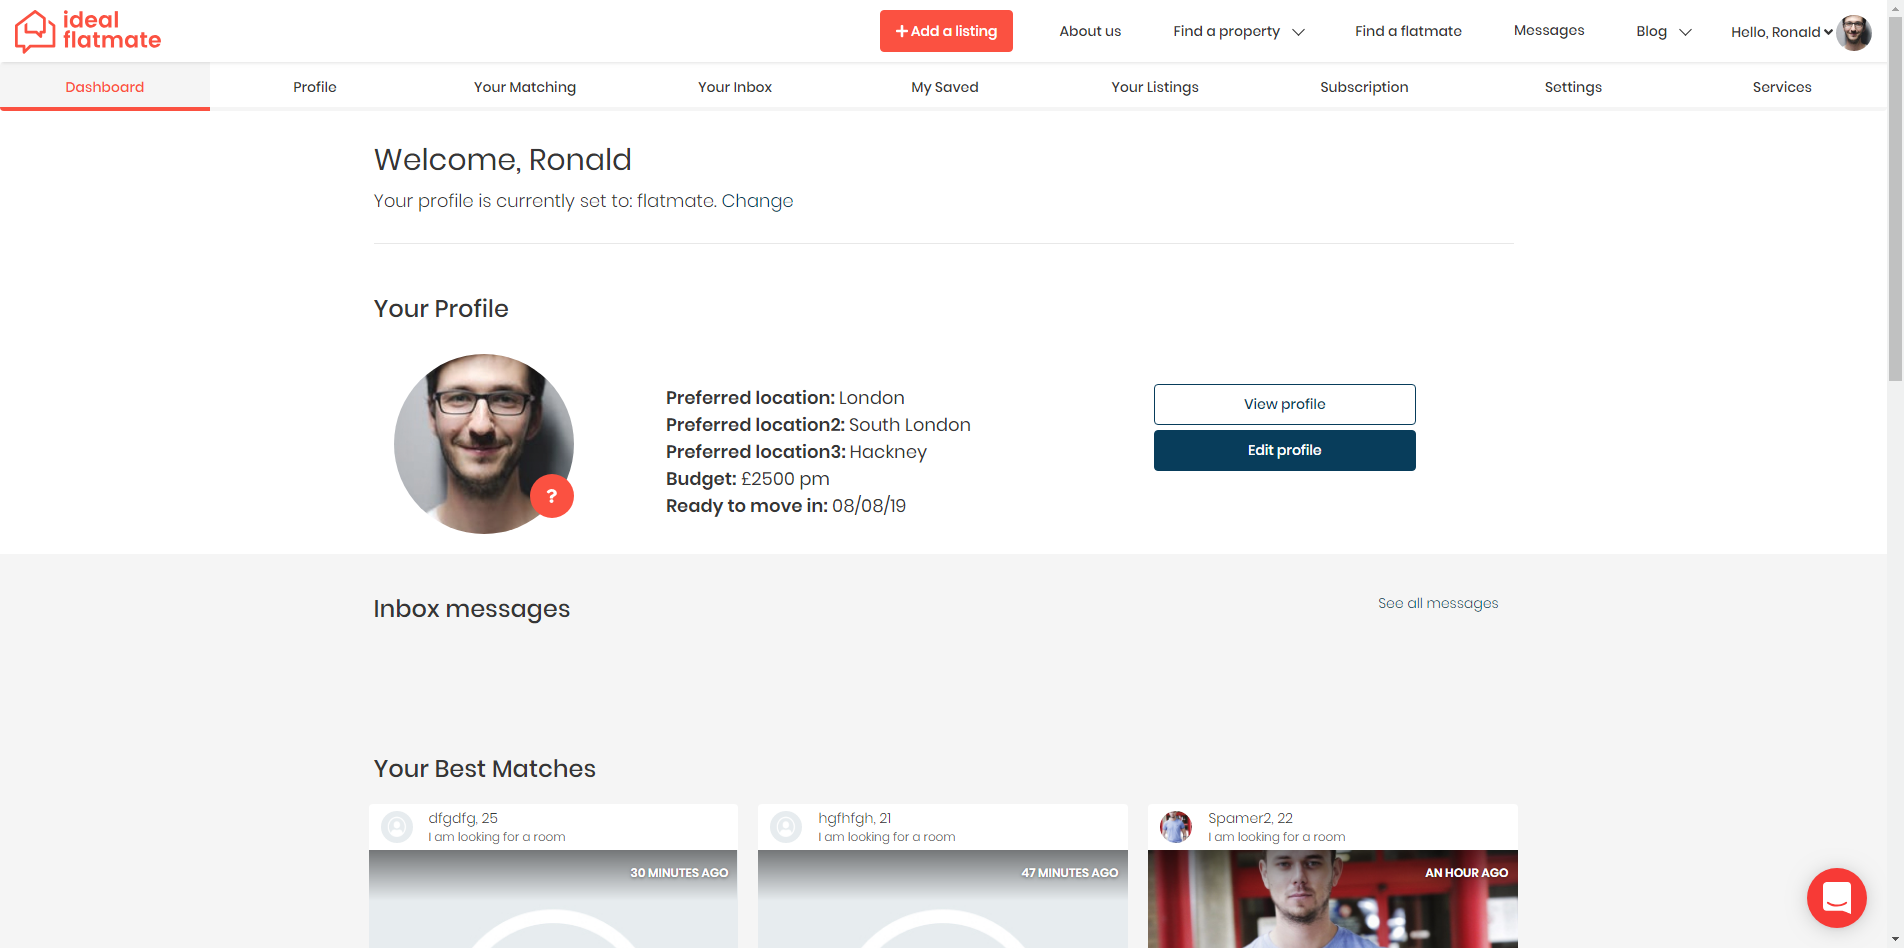 ideal
flatmate
Add a listing
About us
Find a property
Find a flatmate
Messages
Blog
Hello, Ronald
Dashboard
Profile
Your Matching
Your Inbox
My Saved
Your Listings
Subscription
Settings
Services
Welcome, Ronald
Your profile is currently set to: flatmate. Change
Your Profile
?
Preferred location: London
Preferred location2: South London
Preferred location3: Hackney
Budget: £2500 pm
Ready to move in: 08/08/19
View profile
Edit profile
Inbox messages
See all messages
Your Best Matches
dfgdfg, 25
I am looking for a room
30 MINUTES AGO
hgfhfgh, 21
I am looking for a room
47 MINUTES AGO
Spamer2, 22
I am looking for a room
AN HOUR AGO